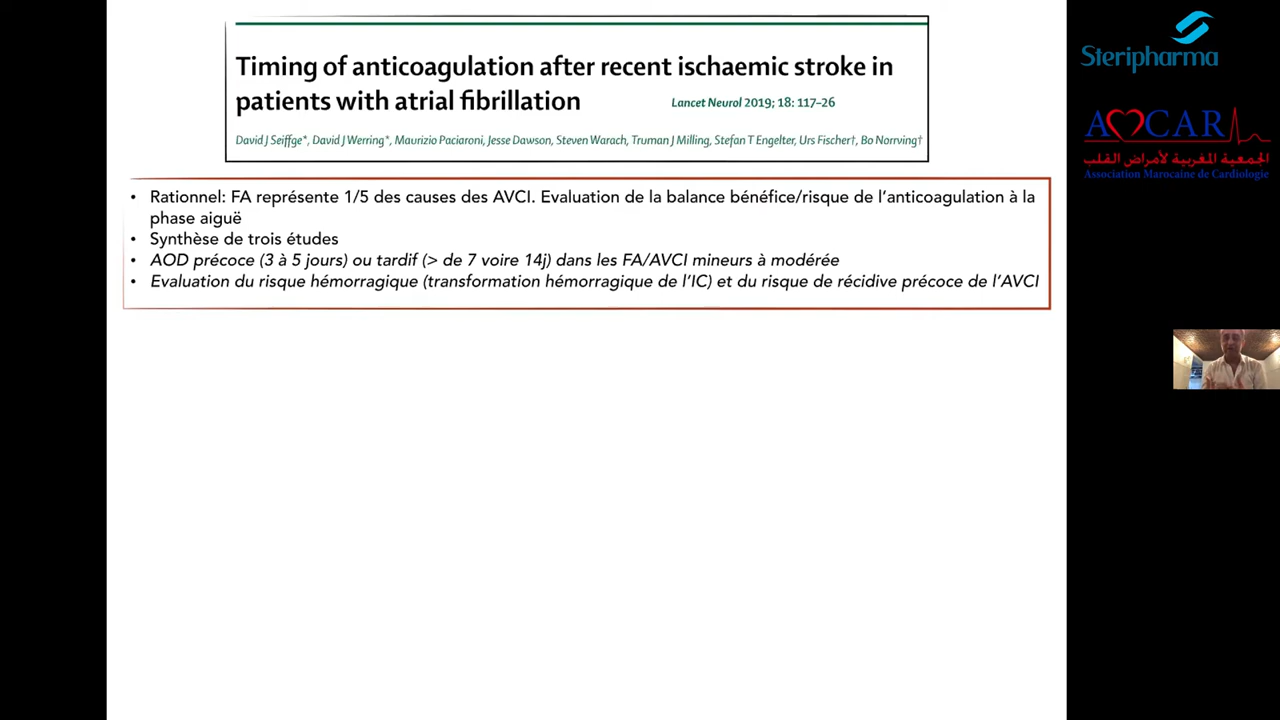 Timing of anticoagulation after recent ischaemic stroke in
patients with atrial fibrillation
Lancet Neurol 2019; 18: 117–26
David J Seiffge*, David J Werring*, Maurizio Paciaroni, Jesse Dawson, Steven Warach, Truman J Milling, Stefan T Engelter, Urs Fischer†, Bo Norrving†
• Rationnel: FA représente 1/5 des causes des AVCI. Evaluation de la balance bénéfice/risque de l'anticoagulation à la
phase aiguë
• Synthèse de trois études
• AOD précoce (3 à 5 jours) ou tardif (> de 7 voire 14j) dans les FA/AVCI mineurs à modérée
• Evaluation du risque hémorragique (transformation hémorragique de l'IC) et du risque de récidive précoce de l'AVCI
Steripharma
AMCAR
الجمعية المغربية لأمراض القلب
Association Marocaine de Cardiologie